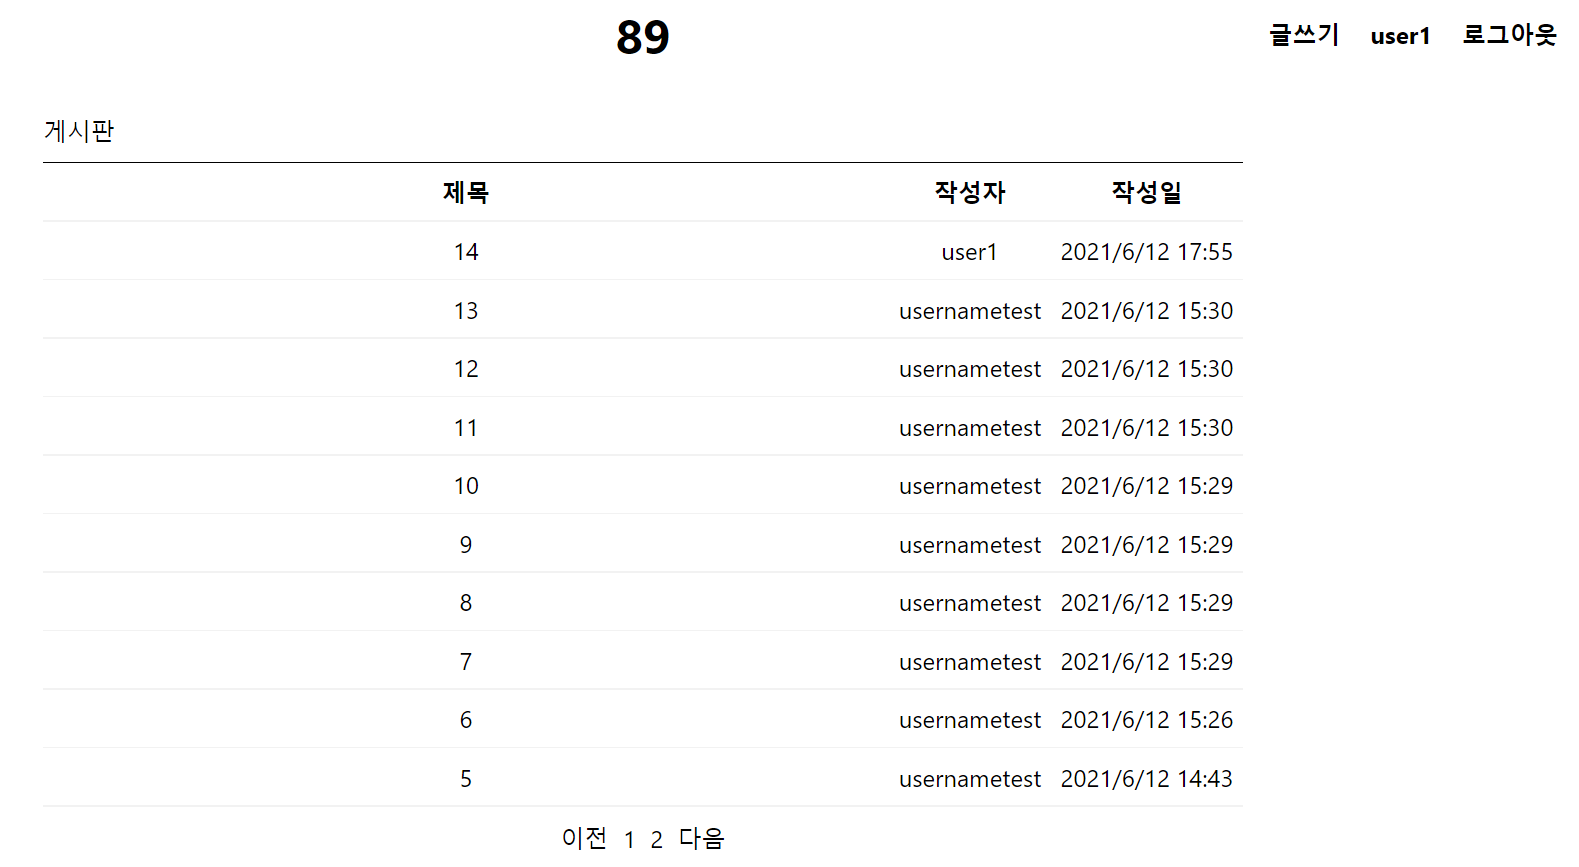 89 글쓰기 user1 로그아웃
게시판
제목 작성자 작성일
14 user1 2021/6/12 17:55
13 usernametest 2021/6/12 15:30
12 usernametest 2021/6/12 15:30
11 usernametest 2021/6/12 15:30
10 usernametest 2021/6/12 15:29
9 usernametest 2021/6/12 15:29
8 usernametest 2021/6/12 15:29
7 usernametest 2021/6/12 15:29
6 usernametest 2021/6/12 15:26
5 usernametest 2021/6/12 14:43
이전 1 2 다음